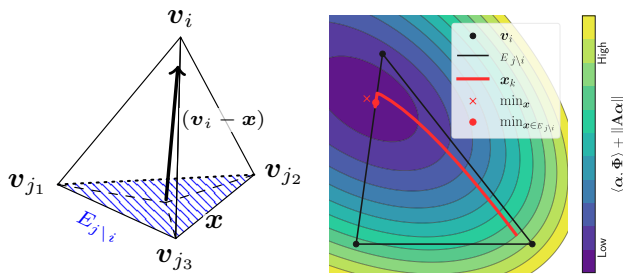 v_i
(v_i − x)
v_{j_1}
v_{j_2}
E_{j\i}
x
v_{j_3}
v_i
E_{j\i}
x_k
min_x
min_{x∈E_{j\i}}
High
Low
⟨α, Φ⟩ + ||Aα||